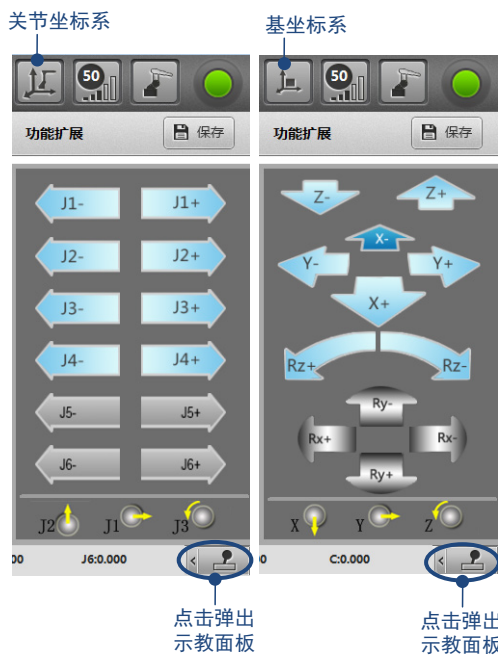 关节坐标系
基坐标系
50
50
功能扩展
保存
功能扩展
保存
J1-
J1+
J2-
J2+
J3-
J3+
J4-
J4+
J5-
J5+
J6-
J6+
Z-
Z+
X-
Y-
Y+
X+
Rz+
Rz-
Ry-
Rx+
Rx-
Ry+
J2
J1
J3
X
Y
Z
00
J6:0.000
<
0
C:0.000
<
点击弹出
示教面板
点击弹出
示教面板